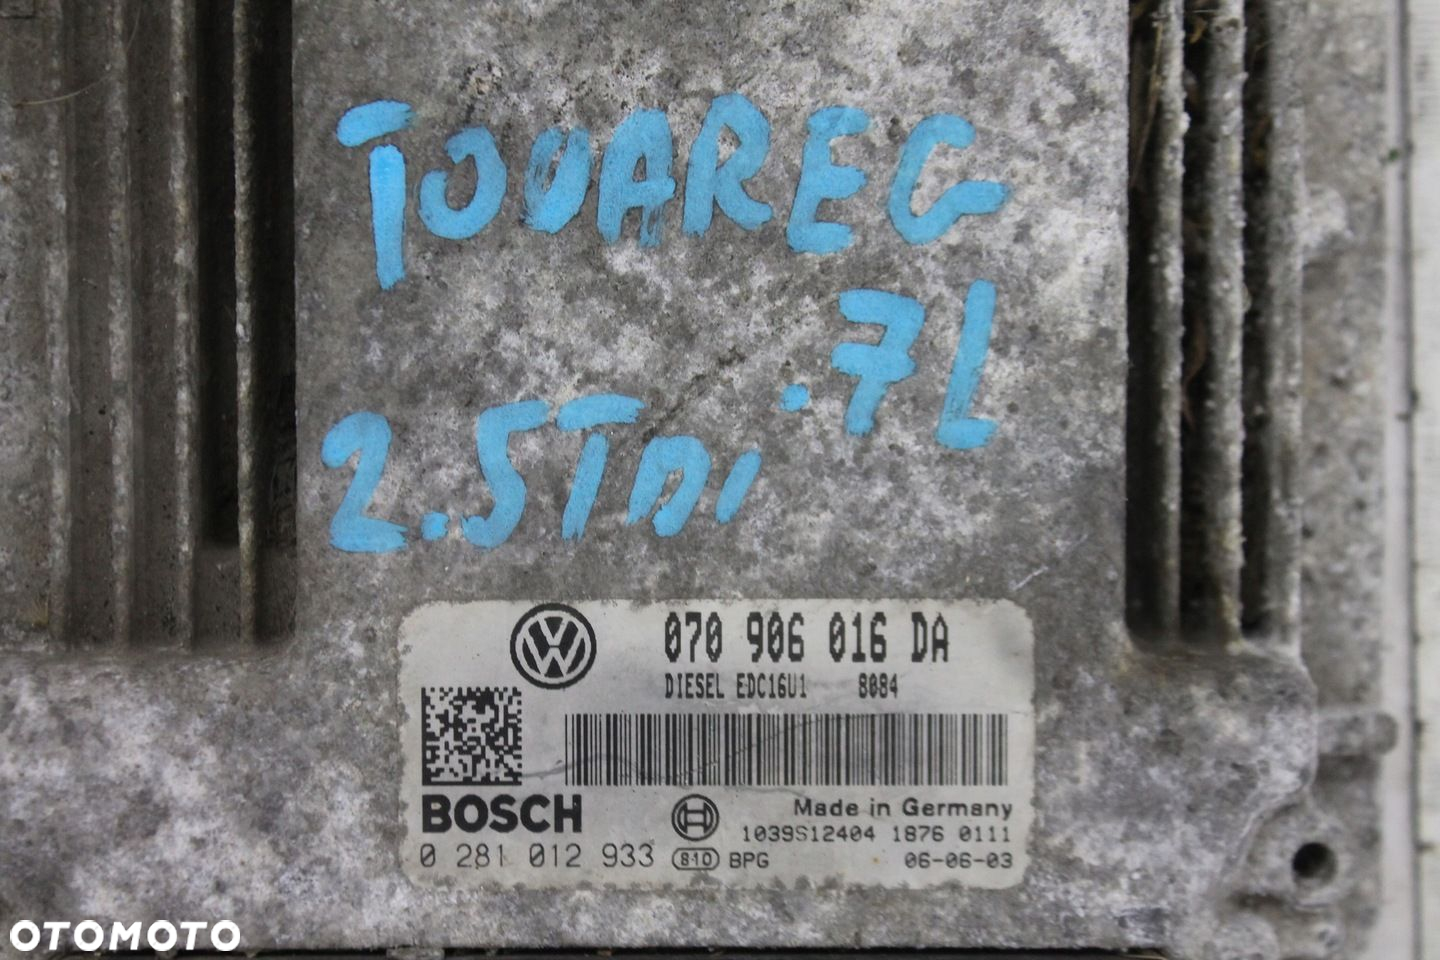 TOUAREG
.7L
2.5TDI
070 906 016 DA
DIESEL EDC16U1 8084
BOSCH
Made in Germany
1039S12404 1876 0111
0 281 012 933 810 BPG 06-06-03
OTOMOTO